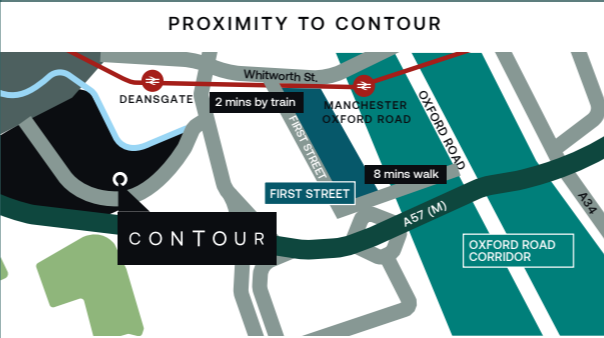 PROXIMITY TO CONTOUR
Whitworth St.
DEANSGATE
2 mins by train
MANCHESTER
OXFORD ROAD
OXFORD ROAD
FIRST STREET
8 mins walk
FIRST STREET
A34
A57 (M)
CONTOUR
OXFORD ROAD
CORRIDOR